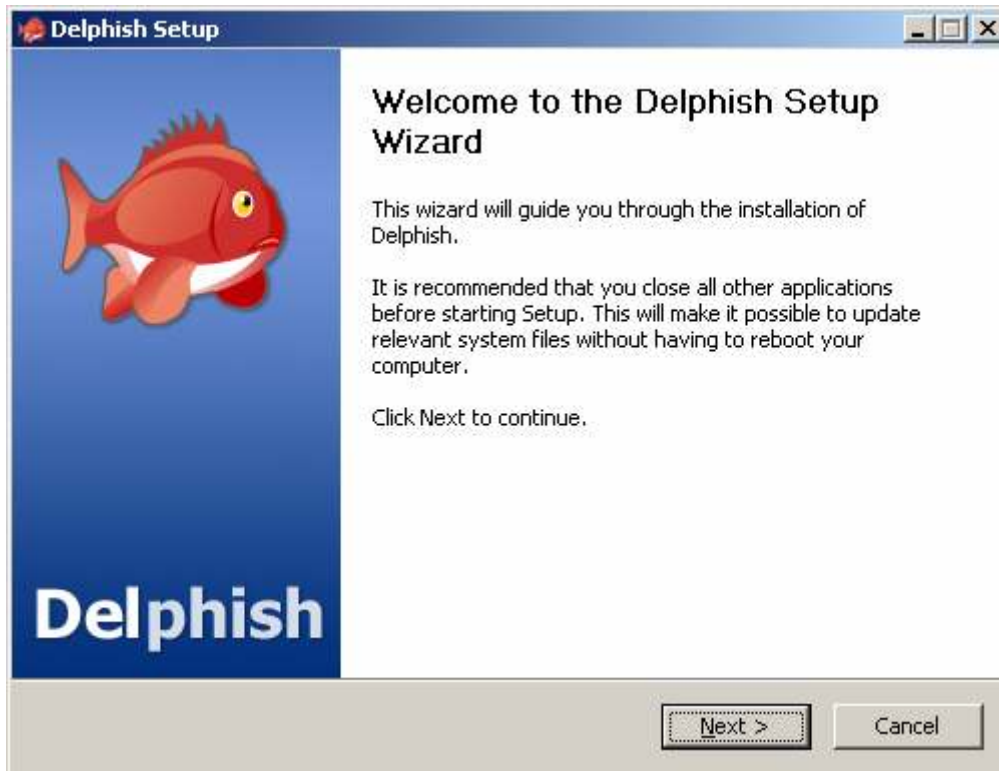 Delphish Setup
Welcome to the Delphish Setup
Wizard
This wizard will guide you through the installation of
Delphish.
It is recommended that you close all other applications
before starting Setup. This will make it possible to update
relevant system files without having to reboot your
computer.
Click Next to continue.
Delphish
Next >
Cancel